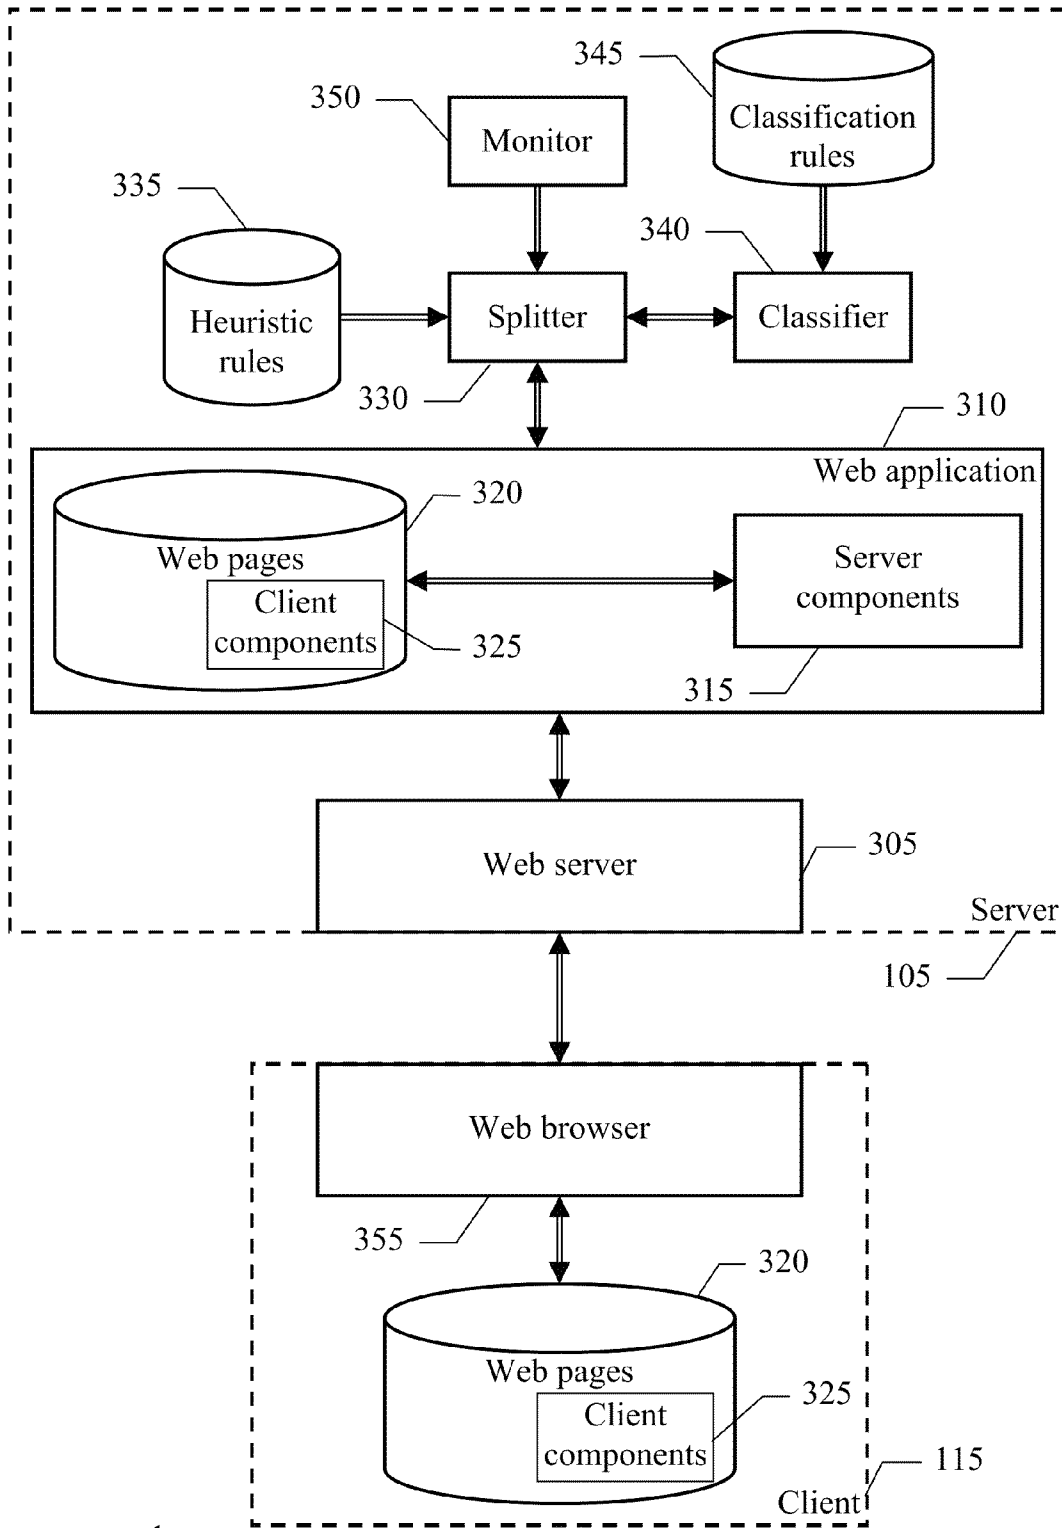 345
350
Monitor
Classification
rules
335
340
Heuristic
rules
Splitter
Classifier
330
310
Web application
320
Web pages
Client
components
325
Server
components
315
Web server
305
Server
105
Web browser
355
320
Web pages
Client
components
325
115
Client